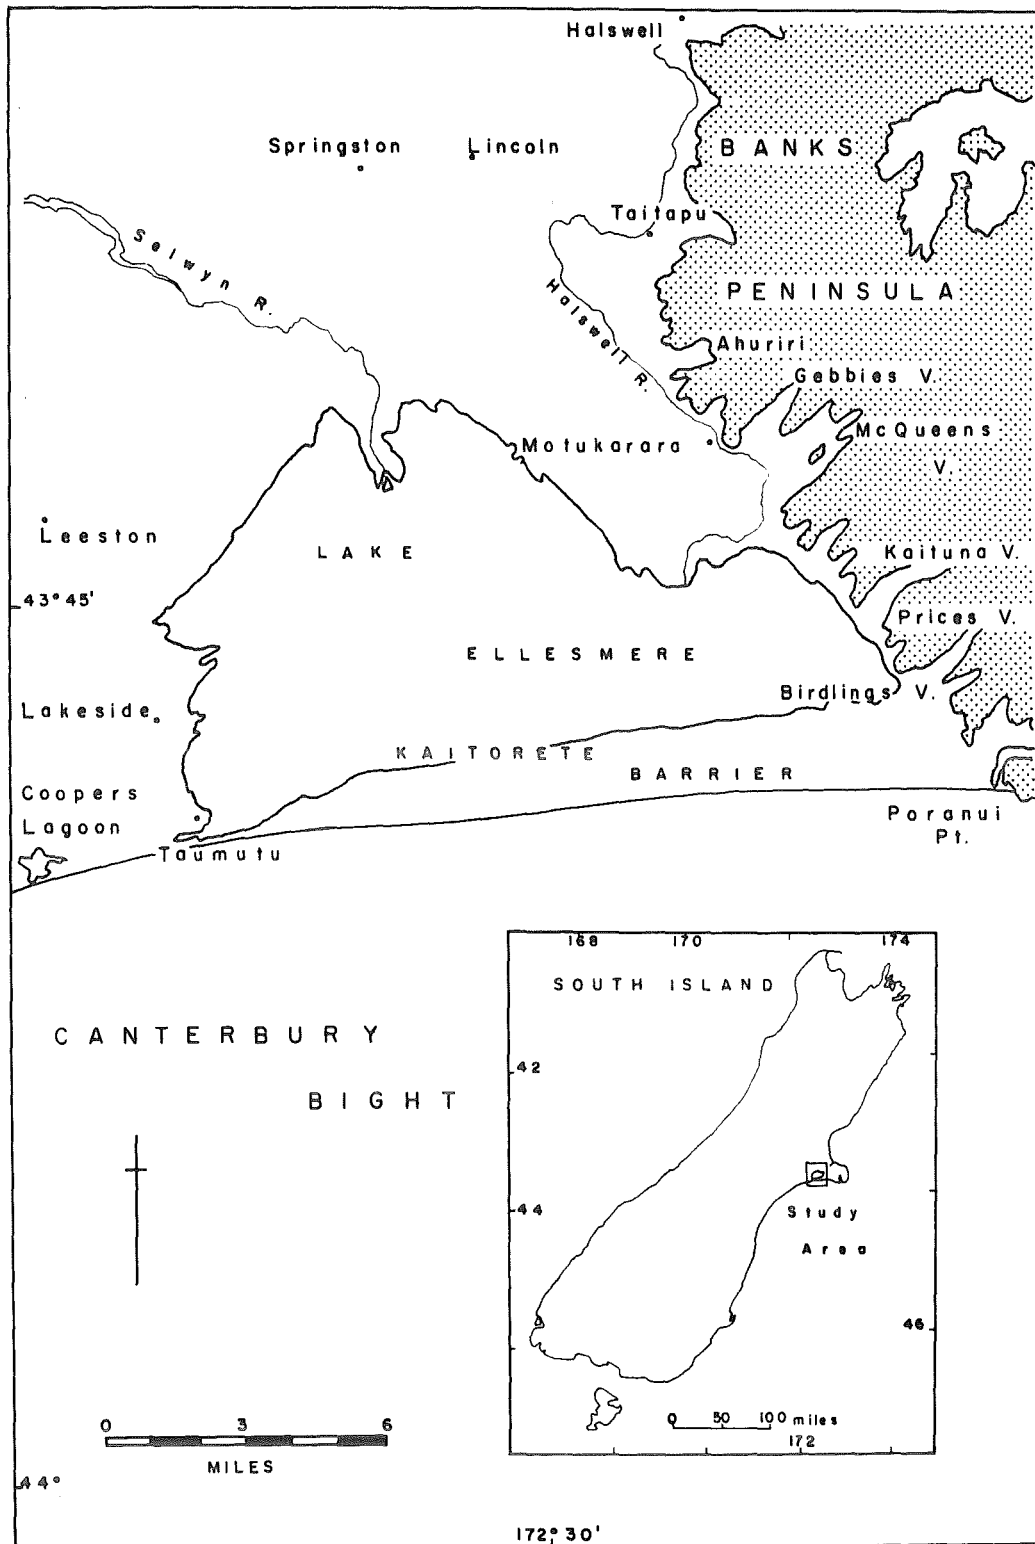 Halswell
Springston
Lincoln
BANKS
Taitapu
Selwyn R.
Halswell R.
PENINSULA
Ahuriri
Gebbies V.
McQueens
V.
Motukarara
Leeston
LAKE
Kaituna V.
43° 45'
Prices V.
ELLESMERE
Birdlings V.
Lakeside
KAITORETE
BARRIER
Coopers
Lagoon
Poranui
Pt.
Taumutu
168 170 174
SOUTH ISLAND
CANTERBURY
BIGHT
42
44
Study
Area
46
0 50 100 miles
172
0 3 6
MILES
44°
172° 30'